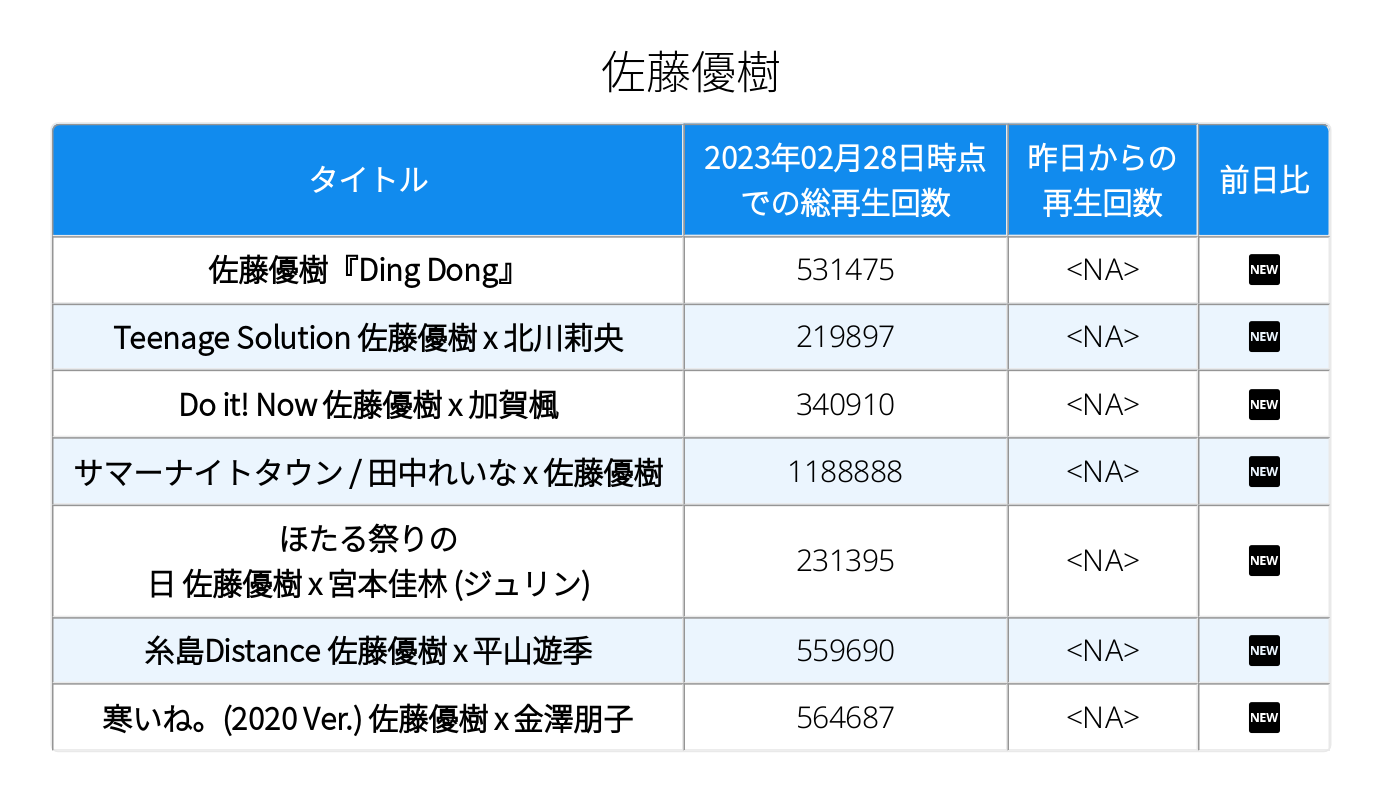 佐藤優樹
タイトル
2023年02月28日時点
での総再生回数
昨日からの
再生回数
前日比
佐藤優樹『Ding Dong』
531475
<NA>
NEW
Teenage Solution 佐藤優樹 x 北川莉央
219897
<NA>
NEW
Do it! Now 佐藤優樹 x 加賀楓
340910
<NA>
NEW
サマーナイトタウン / 田中れいな x 佐藤優樹
1188888
<NA>
NEW
ほたる祭りの
日 佐藤優樹 x 宮本佳林 (ジュリン)
231395
<NA>
NEW
糸島Distance 佐藤優樹 x 平山遊季
559690
<NA>
NEW
寒いね。(2020 Ver.) 佐藤優樹 x 金澤朋子
564687
<NA>
NEW